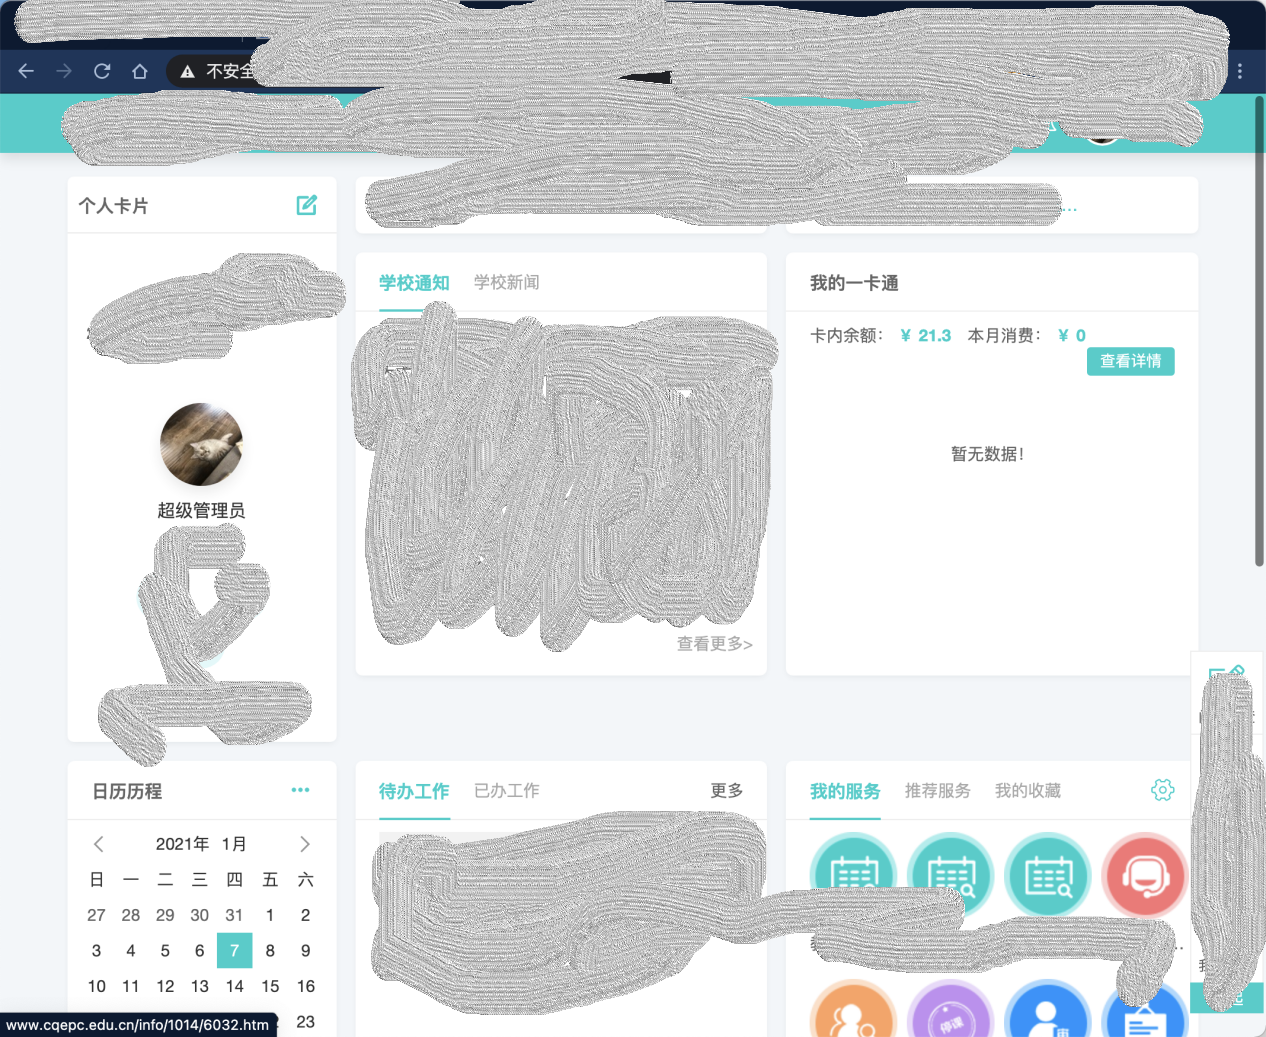 不安全
个人卡片
...
学校通知 学校新闻
我的一卡通
卡内余额： ¥ 21.3 本月消费： ¥ 0
查看详情
暂无数据！
超级管理员
查看更多>
日历历程
待办工作 已办工作 更多
我的服务 推荐服务 我的收藏
2021年 1月
日 一 二 三 四 五 六
27 28 29 30 31 1 2
3 4 5 6 7 8 9
10 11 12 13 14 15 16
23
停课
www.cqepc.edu.cn/info/1014/6032.htm